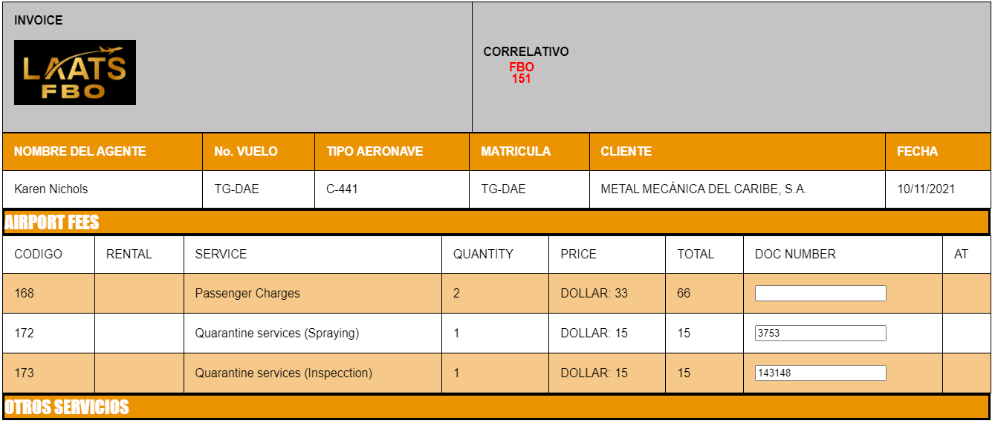 INVOICE
LAATS
FBO
CORRELATIVO
FBO
151
NOMBRE DEL AGENTE No. VUELO TIPO AERONAVE MATRICULA CLIENTE FECHA
Karen Nichols TG-DAE C-441 TG-DAE METAL MECÁNICA DEL CARIBE, S.A. 10/11/2021
AIRPORT FEES
CODIGO RENTAL SERVICE QUANTITY PRICE TOTAL DOC NUMBER AT
168 Passenger Charges 2 DOLLAR: 33 66
172 Quarantine services (Spraying) 1 DOLLAR: 15 15 3753
173 Quarantine services (Inspecction) 1 DOLLAR: 15 15 143148
OTROS SERVICIOS